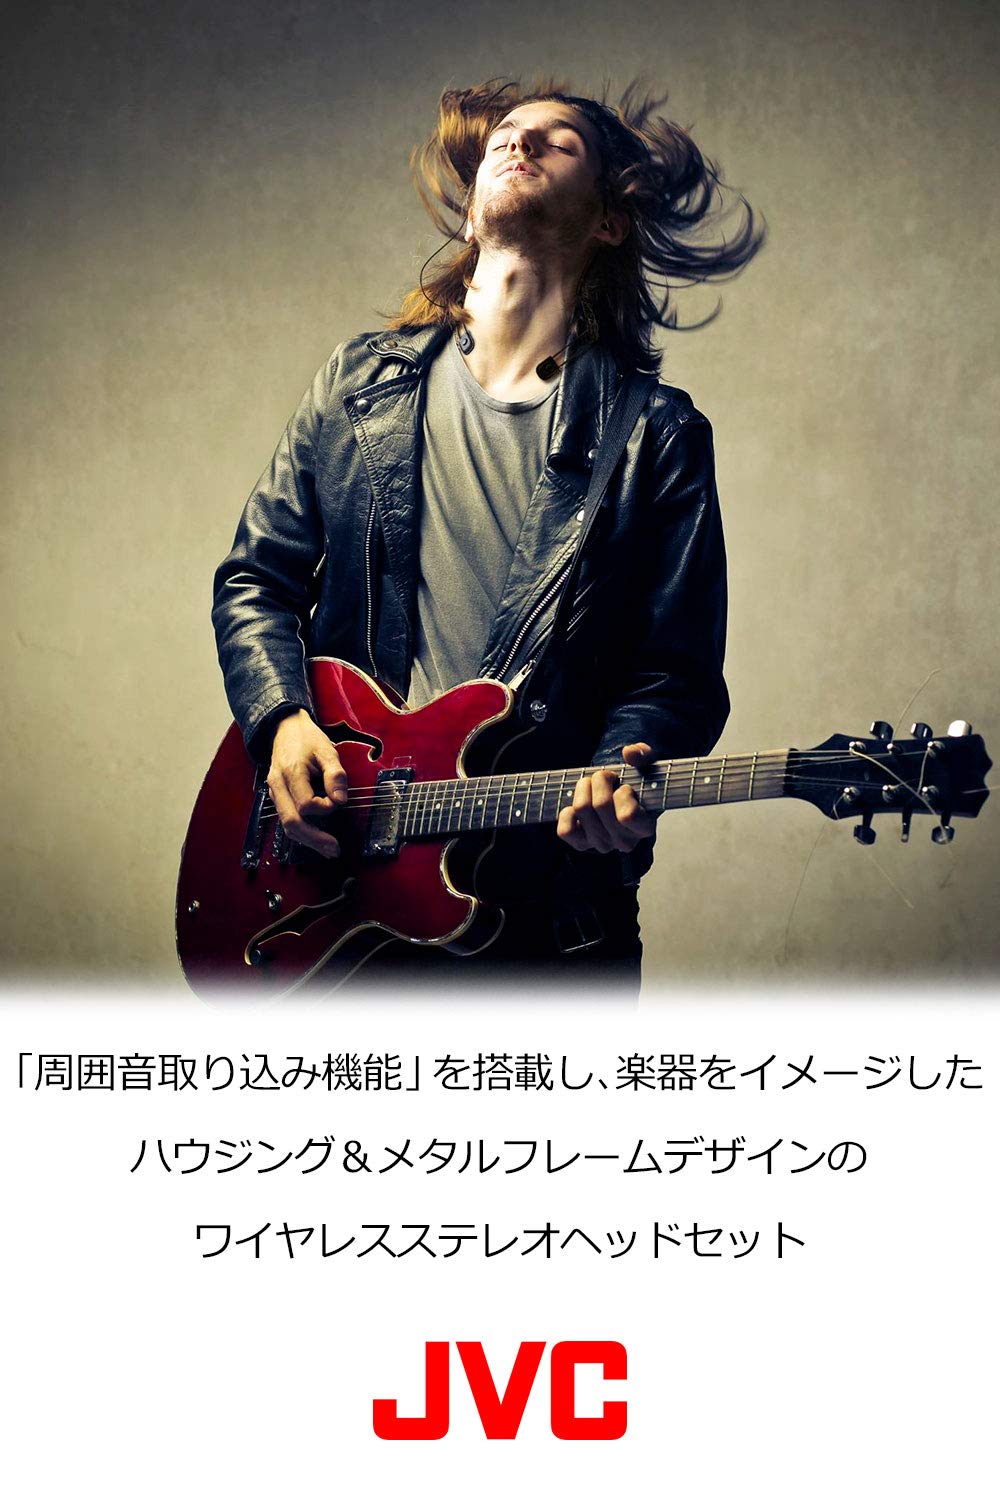 「周囲音取り込み機能」を搭載し、楽器をイメージした
ハウジング＆メタルフレームデザインの
ワイヤレスステレオヘッドセット
JVC